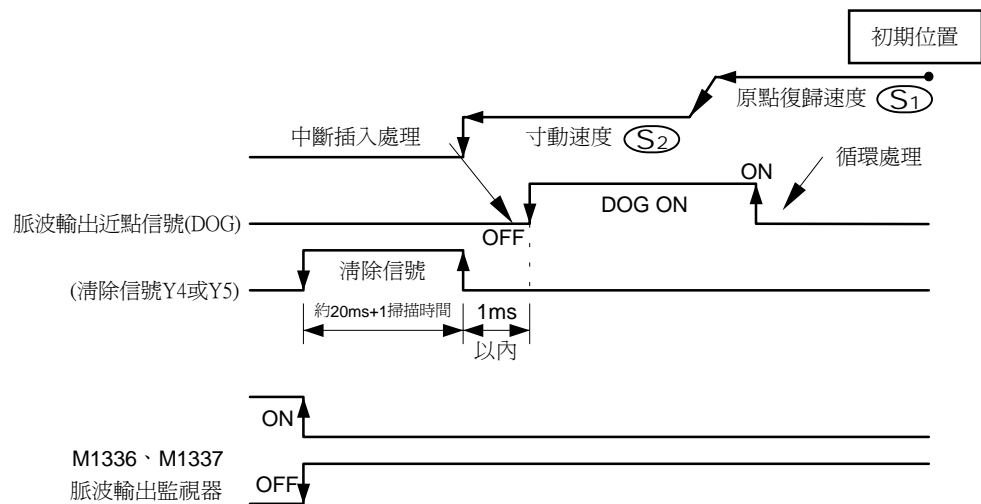 初期位置
原點復歸速度 S1
中斷插入處理
寸動速度 S2
循環處理
ON
DOG ON
脈波輸出近點信號(DOG)
OFF
清除信號
(清除信號Y4或Y5)
約20ms+1掃描時間
1ms
以內
ON
M1336、M1337
脈波輸出監視器
OFF